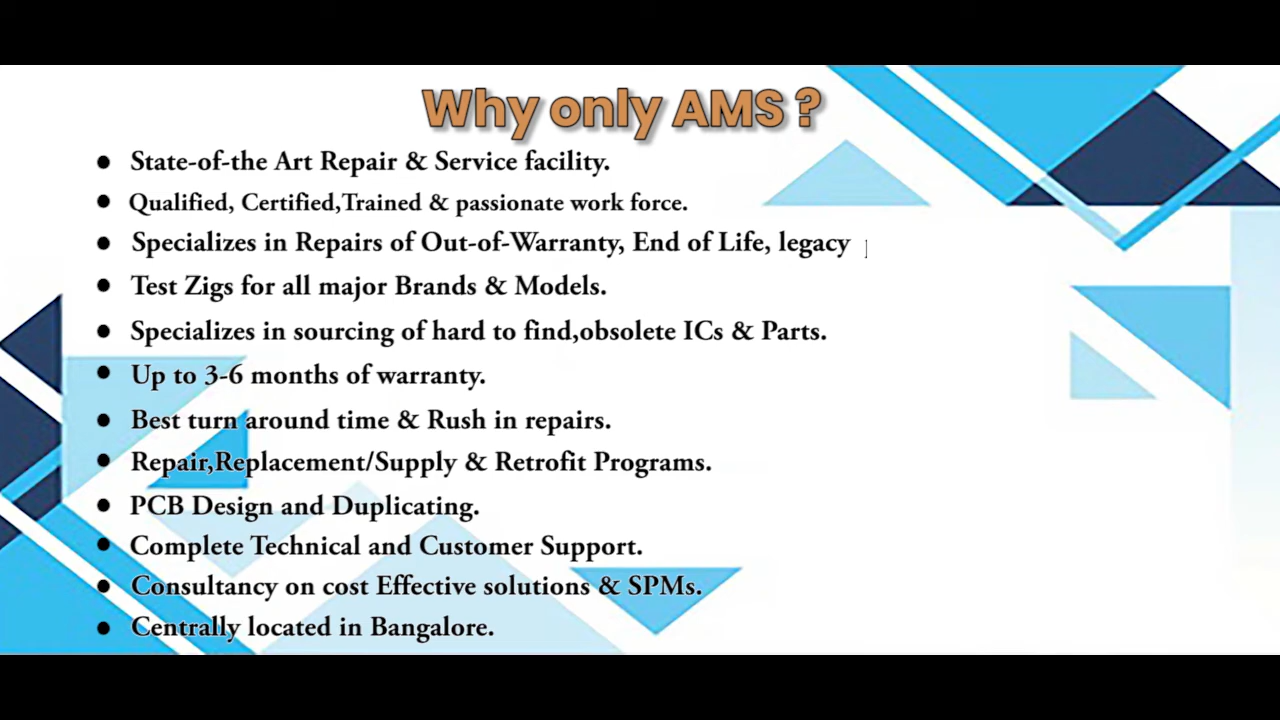 Why only AMS ?
● State-of-the Art Repair & Service facility.
● Qualified, Certified,Trained & passionate work force.
● Specializes in Repairs of Out-of-Warranty, End of Life, legacy
● Test Zigs for all major Brands & Models.
● Specializes in sourcing of hard to find,obsolete ICs & Parts.
● Up to 3-6 months of warranty.
● Best turn around time & Rush in repairs.
● Repair,Replacement/Supply & Retrofit Programs.
● PCB Design and Duplicating.
● Complete Technical and Customer Support.
● Consultancy on cost Effective solutions & SPMs.
● Centrally located in Bangalore.